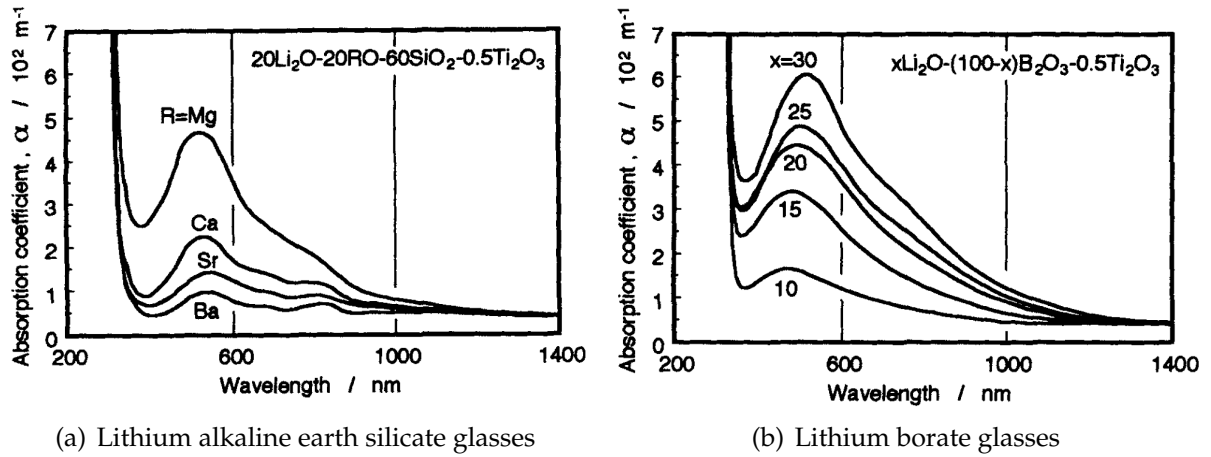 20Li₂O-20RO-60SiO₂-0.5Ti₂O₃
R=Mg
Ca
Sr
Ba
Absorption coefficient, α / 10² m⁻¹
7
6
5
4
3
2
1
0
200
600
1000
1400
Wavelength / nm
(a) Lithium alkaline earth silicate glasses
xLi₂O-(100-x)B₂O₃-0.5Ti₂O₃
x=30
25
20
15
10
Absorption coefficient, α / 10² m⁻¹
7
6
5
4
3
2
1
0
200
600
1000
1400
Wavelength / nm
(b) Lithium borate glasses